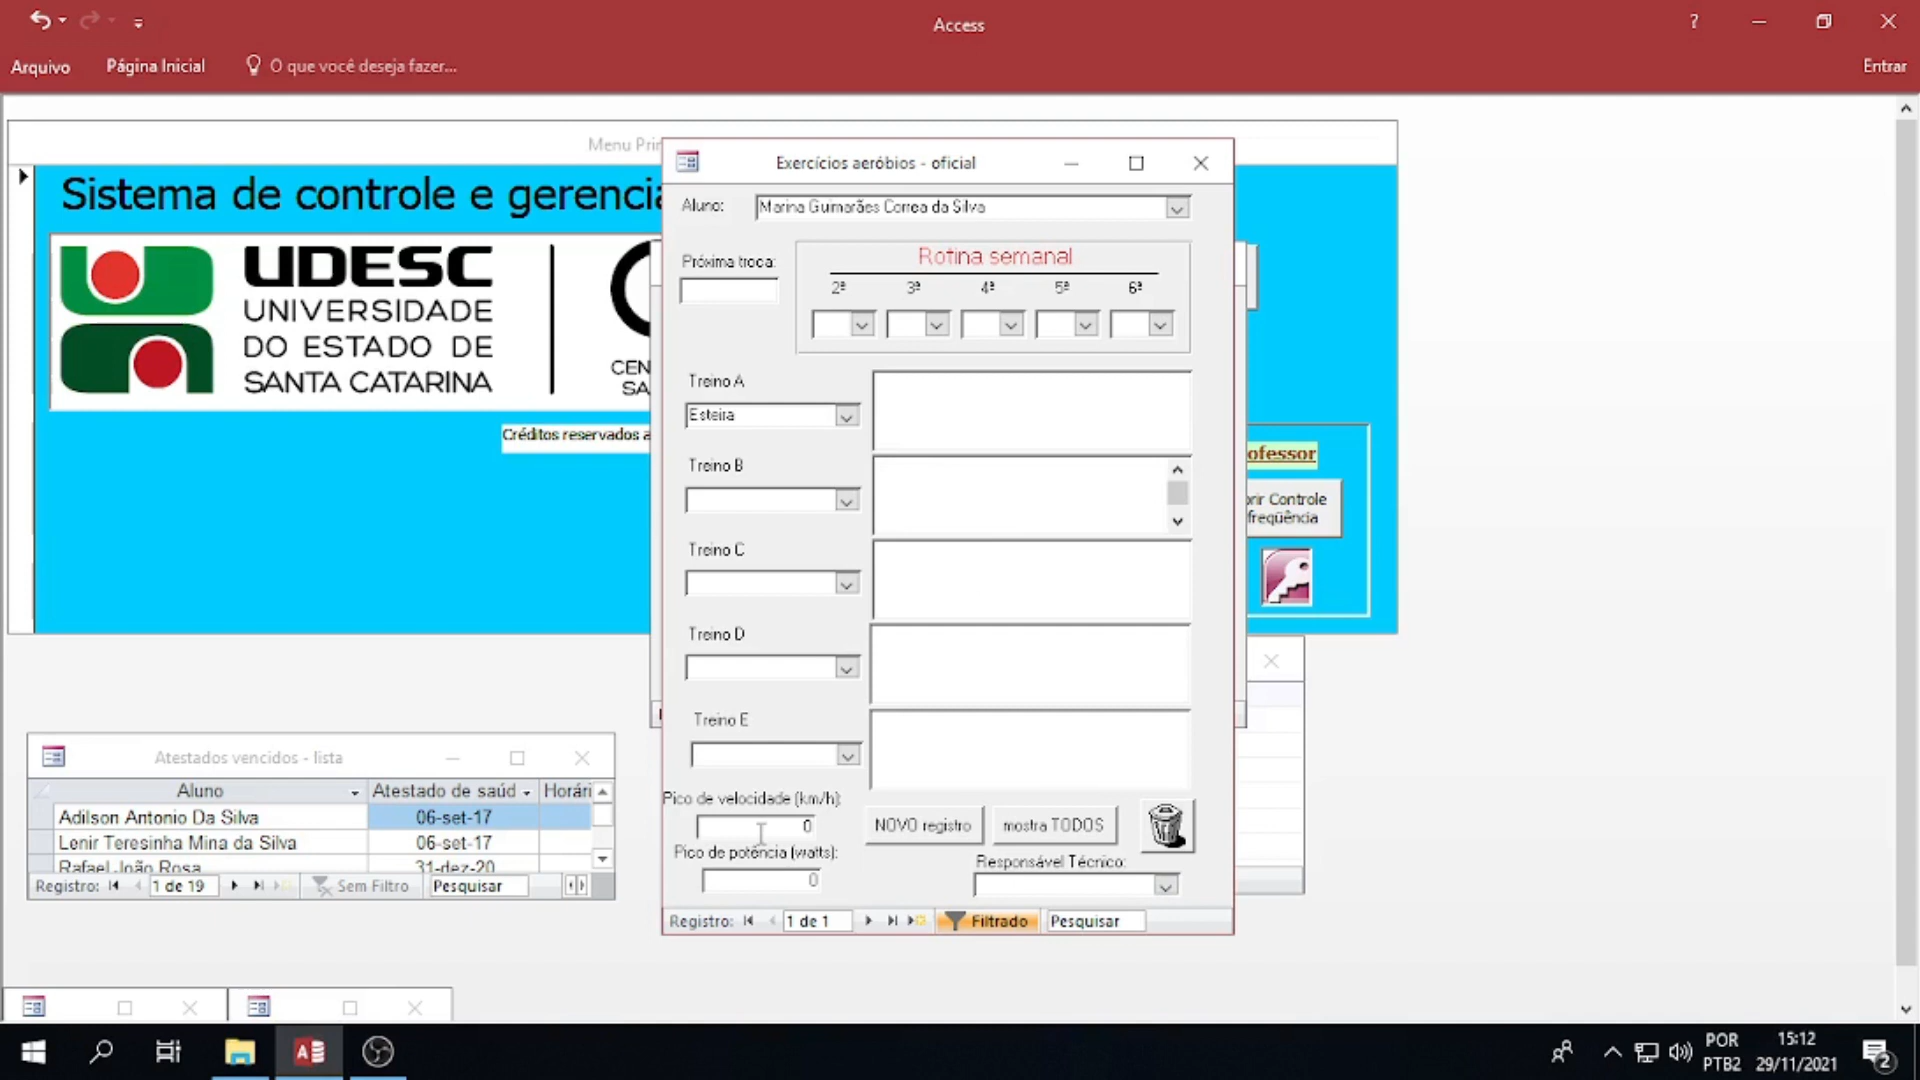 Access
?
Arquivo
Página Inicial
O que você deseja fazer...
Entrar
Menu Prin
Sistema de controle e gerencia
UDESC
UNIVERSIDADE
DO ESTADO DE
SANTA CATARINA
CEN
SA
Créditos reservados a
ofessor
rir Controle
freqüência
Exercícios aeróbios - oficial
Aluno:
Marina Guimarães Correa da Silva
Próxima troca:
Rotina semanal
2ª 3ª 4ª 5ª 6ª
Treino A
Esteira
Treino B
Treino C
Treino D
Treino E
Pico de velocidade (km/h):
0
Pico de potência (watts):
0
NOVO registro
mostra TODOS
Responsável Técnico:
Registro: 1 de 1 Filtrado Pesquisar
Atestados vencidos - lista
Aluno Atestado de saúd Horári
Adilson Antonio Da Silva 06-set-17
Lenir Teresinha Mina da Silva 06-set-17
Rafael João Rosa 31-dez-20
Registro: 1 de 19 Sem Filtro Pesquisar
POR
PTB2
15:12
29/11/2021
2